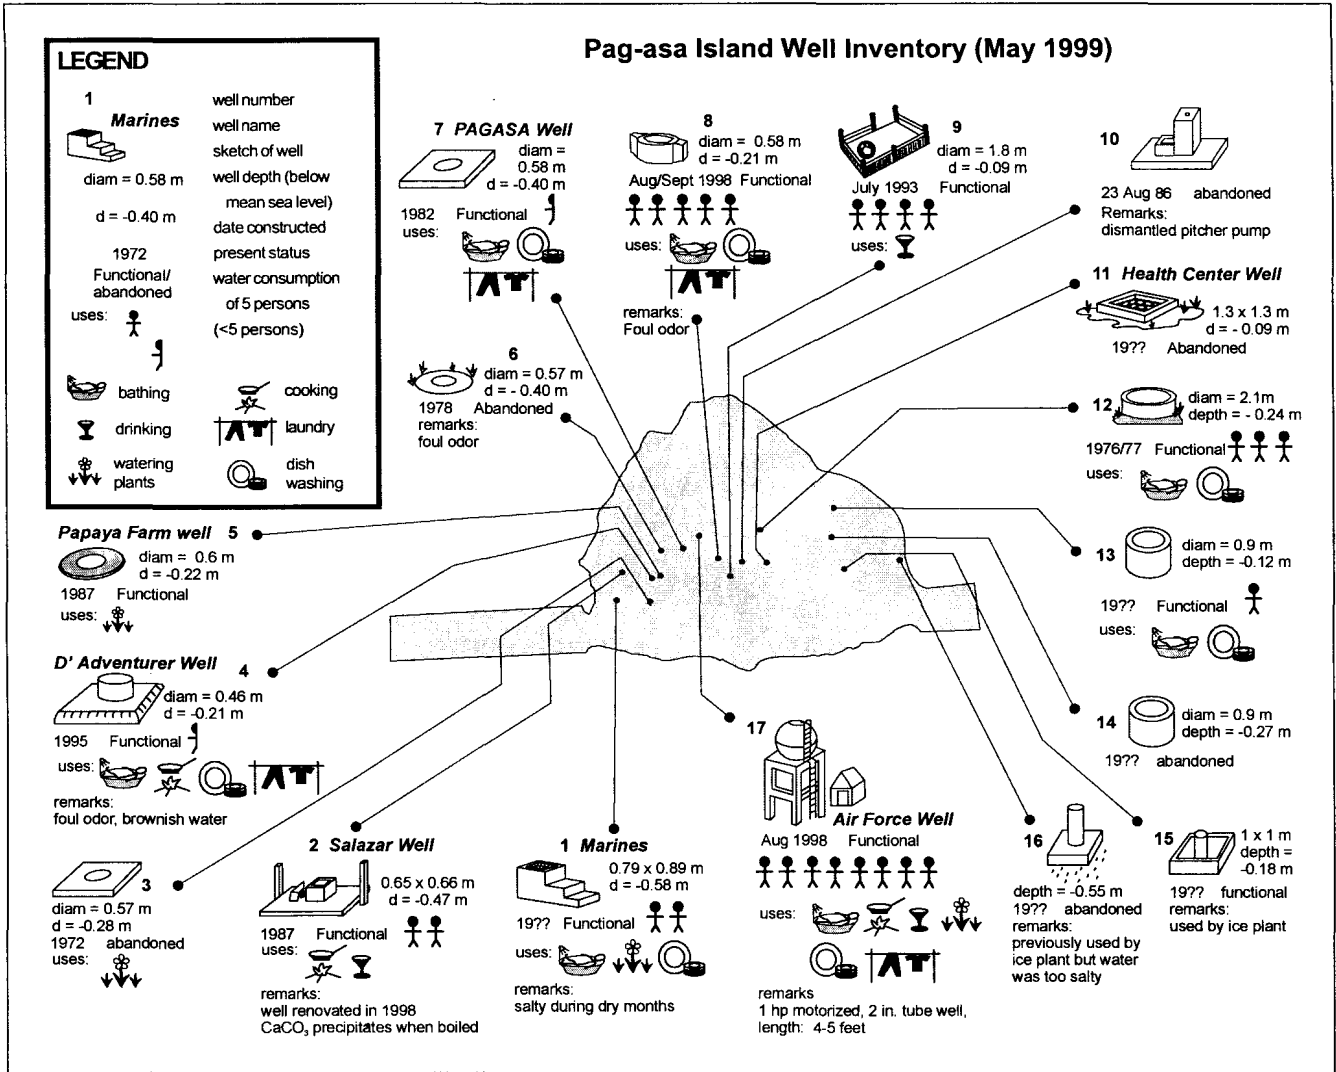 Pag-asa Island Well Inventory (May 1999)
LEGEND
1
Marines
diam = 0.58 m
d = -0.40 m
1972
Functional/
abandoned
uses:
well number
well name
sketch of well
well depth (below
mean sea level)
date constructed
present status
water consumption
of 5 persons
(<5 persons)
bathing
cooking
drinking
laundry
watering
plants
dish
washing
7 PAGASA Well
diam =
0.58 m
d = -0.40 m
1982 Functional
uses:
8
diam = 0.58 m
d = -0.21 m
Aug/Sept 1998 Functional
uses:
remarks:
Foul odor
9
diam = 1.8 m
d = -0.09 m
July 1993 Functional
uses:
10
23 Aug 86 abandoned
Remarks:
dismantled pitcher pump
11 Health Center Well
1.3 x 1.3 m
d = - 0.09 m
19?? Abandoned
6
diam = 0.57 m
d = - 0.40 m
1978 Abandoned
remarks:
foul odor
12
diam = 2.1m
depth = - 0.24 m
1976/77 Functional
uses:
Papaya Farm well 5
diam = 0.6 m
d = -0.22 m
1987 Functional
uses:
13
diam = 0.9 m
depth = -0.12 m
19?? Functional
uses:
D' Adventurer Well 4
diam = 0.46 m
d = -0.21 m
1995 Functional
uses:
remarks:
foul odor, brownish water
14
diam = 0.9 m
depth = -0.27 m
19?? abandoned
3
diam = 0.57 m
d = -0.28 m
1972 abandoned
uses:
2 Salazar Well
0.65 x 0.66 m
d = -0.47 m
1987 Functional
uses:
remarks:
well renovated in 1998
CaCO₃ precipitates when boiled
1 Marines
0.79 x 0.89 m
d = -0.58 m
19?? Functional
uses:
remarks:
salty during dry months
17
Air Force Well
Aug 1998 Functional
uses:
remarks
1 hp motorized, 2 in. tube well,
length: 4-5 feet
16
depth = -0.55 m
19?? abandoned
remarks:
previously used by
ice plant but water
was too salty
15
1 x 1 m
depth =
-0.18 m
19?? functional
remarks:
used by ice plant